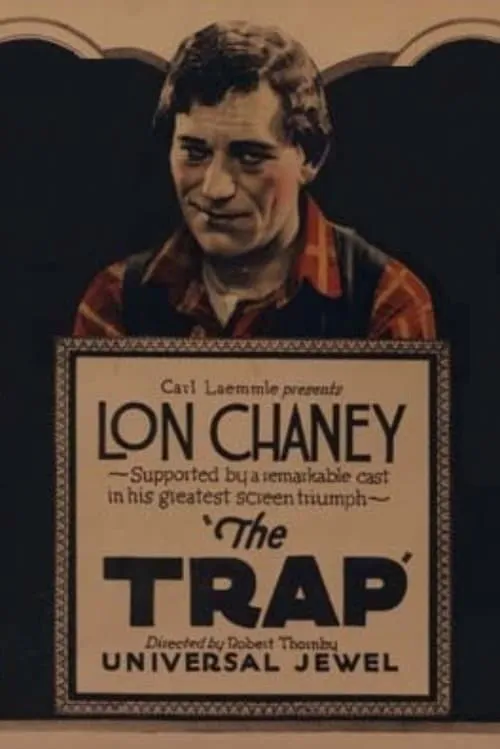 Carl Laemmle presents
LON CHANEY
~Supported by a remarkable cast
in his greatest screen triumph~
'The
TRAP'
Directed by Robert Thornby
UNIVERSAL JEWEL